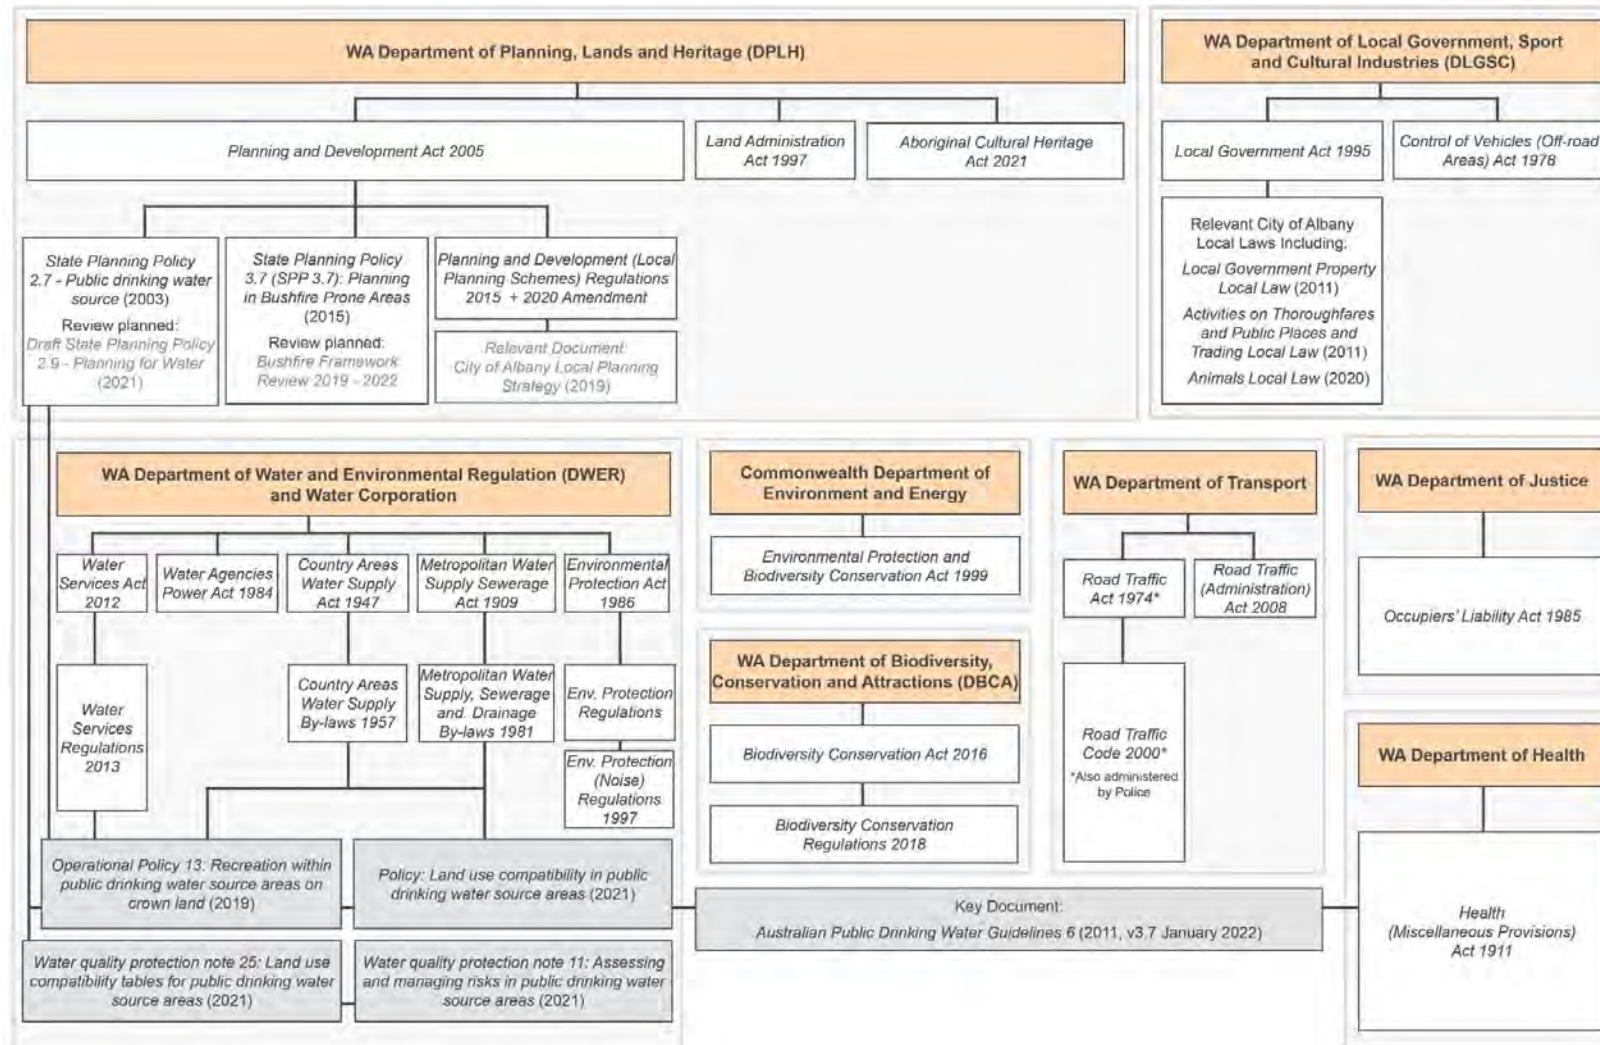 WA Department of Planning, Lands and Heritage (DPLH)
Planning and Development Act 2005
Land Administration
Act 1997
Aboriginal Cultural Heritage
Act 2021
State Planning Policy
2.7 - Public drinking water
source (2003)
Review planned:
Draft State Planning Policy
2.9 - Planning for Water
(2021)
State Planning Policy
3.7 (SPP 3.7): Planning
in Bushfire Prone Areas
(2015)
Review planned:
Bushfire Framework
Review 2019 - 2022
Planning and Development (Local
Planning Schemes) Regulations
2015 + 2020 Amendment
Relevant Document:
City of Albany Local Planning
Strategy (2019)
WA Department of Local Government, Sport
and Cultural Industries (DLGSC)
Local Government Act 1995
Control of Vehicles (Off-road
Areas) Act 1978
Relevant City of Albany
Local Laws Including:
Local Government Property
Local Law (2011)
Activities on Thoroughfares
and Public Places and
Trading Local Law (2011)
Animals Local Law (2020)
WA Department of Water and Environmental Regulation (DWER)
and Water Corporation
Water
Services Act
2012
Water Agencies
Power Act 1984
Country Areas
Water Supply
Act 1947
Metropolitan Water
Supply Sewerage
Act 1909
Environmental
Protection Act
1986
Water
Services
Regulations
2013
Country Areas
Water Supply
By-laws 1957
Metropolitan Water
Supply, Sewerage
and Drainage
By-laws 1981
Env. Protection
Regulations
Env. Protection
(Noise)
Regulations
1997
Operational Policy 13: Recreation within
public drinking water source areas on
crown land (2019)
Policy: Land use compatibility in public
drinking water source areas (2021)
Water quality protection note 25: Land use
compatibility tables for public drinking water
source areas (2021)
Water quality protection note 11: Assessing
and managing risks in public drinking water
source areas (2021)
Commonwealth Department of
Environment and Energy
Environmental Protection and
Biodiversity Conservation Act 1999
WA Department of Biodiversity,
Conservation and Attractions (DBCA)
Biodiversity Conservation Act 2016
Biodiversity Conservation
Regulations 2018
Key Document:
Australian Public Drinking Water Guidelines 6 (2011, v3.7 January 2022)
WA Department of Transport
Road Traffic
Act 1974*
Road Traffic
(Administration)
Act 2008
Road Traffic
Code 2000*
*Also administered
by Police
WA Department of Justice
Occupiers' Liability Act 1985
WA Department of Health
Health
(Miscellaneous Provisions)
Act 1911